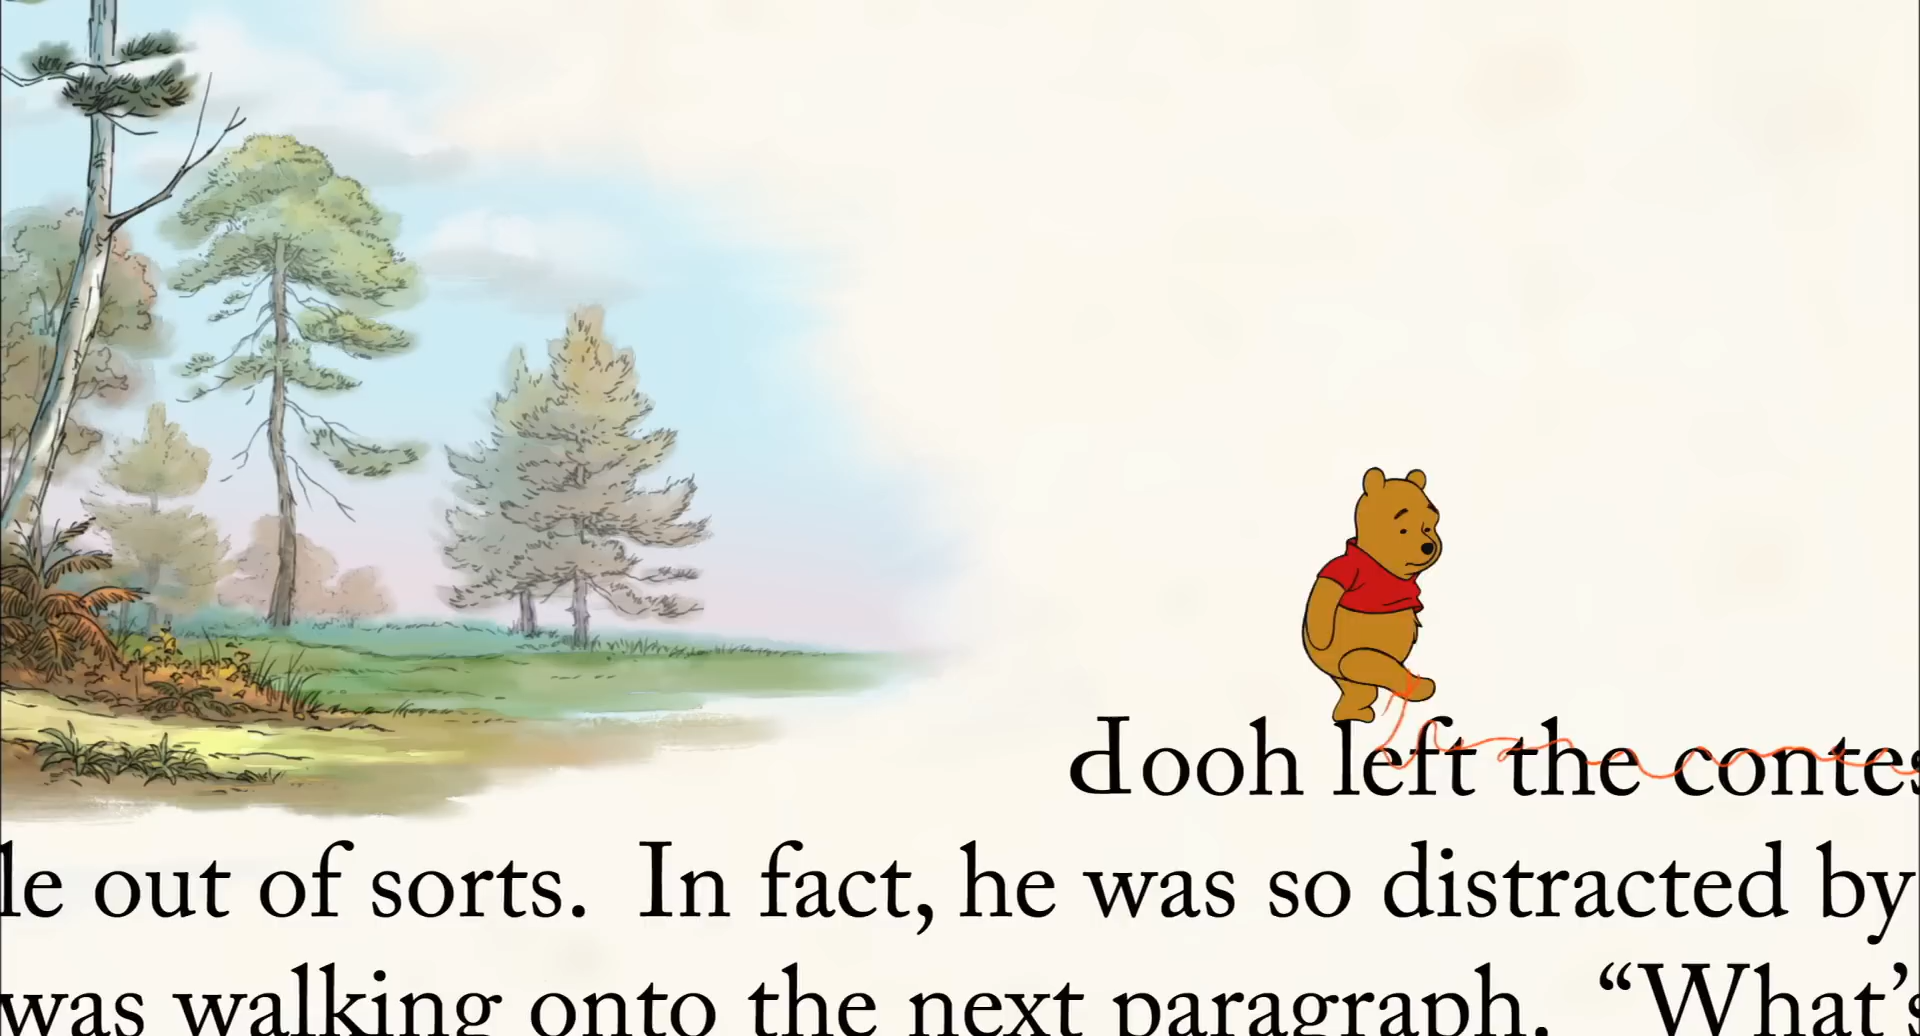 dooh left the contes
le out of sorts. In fact, he was so distracted by
was walking onto the next paragraph. “What’s